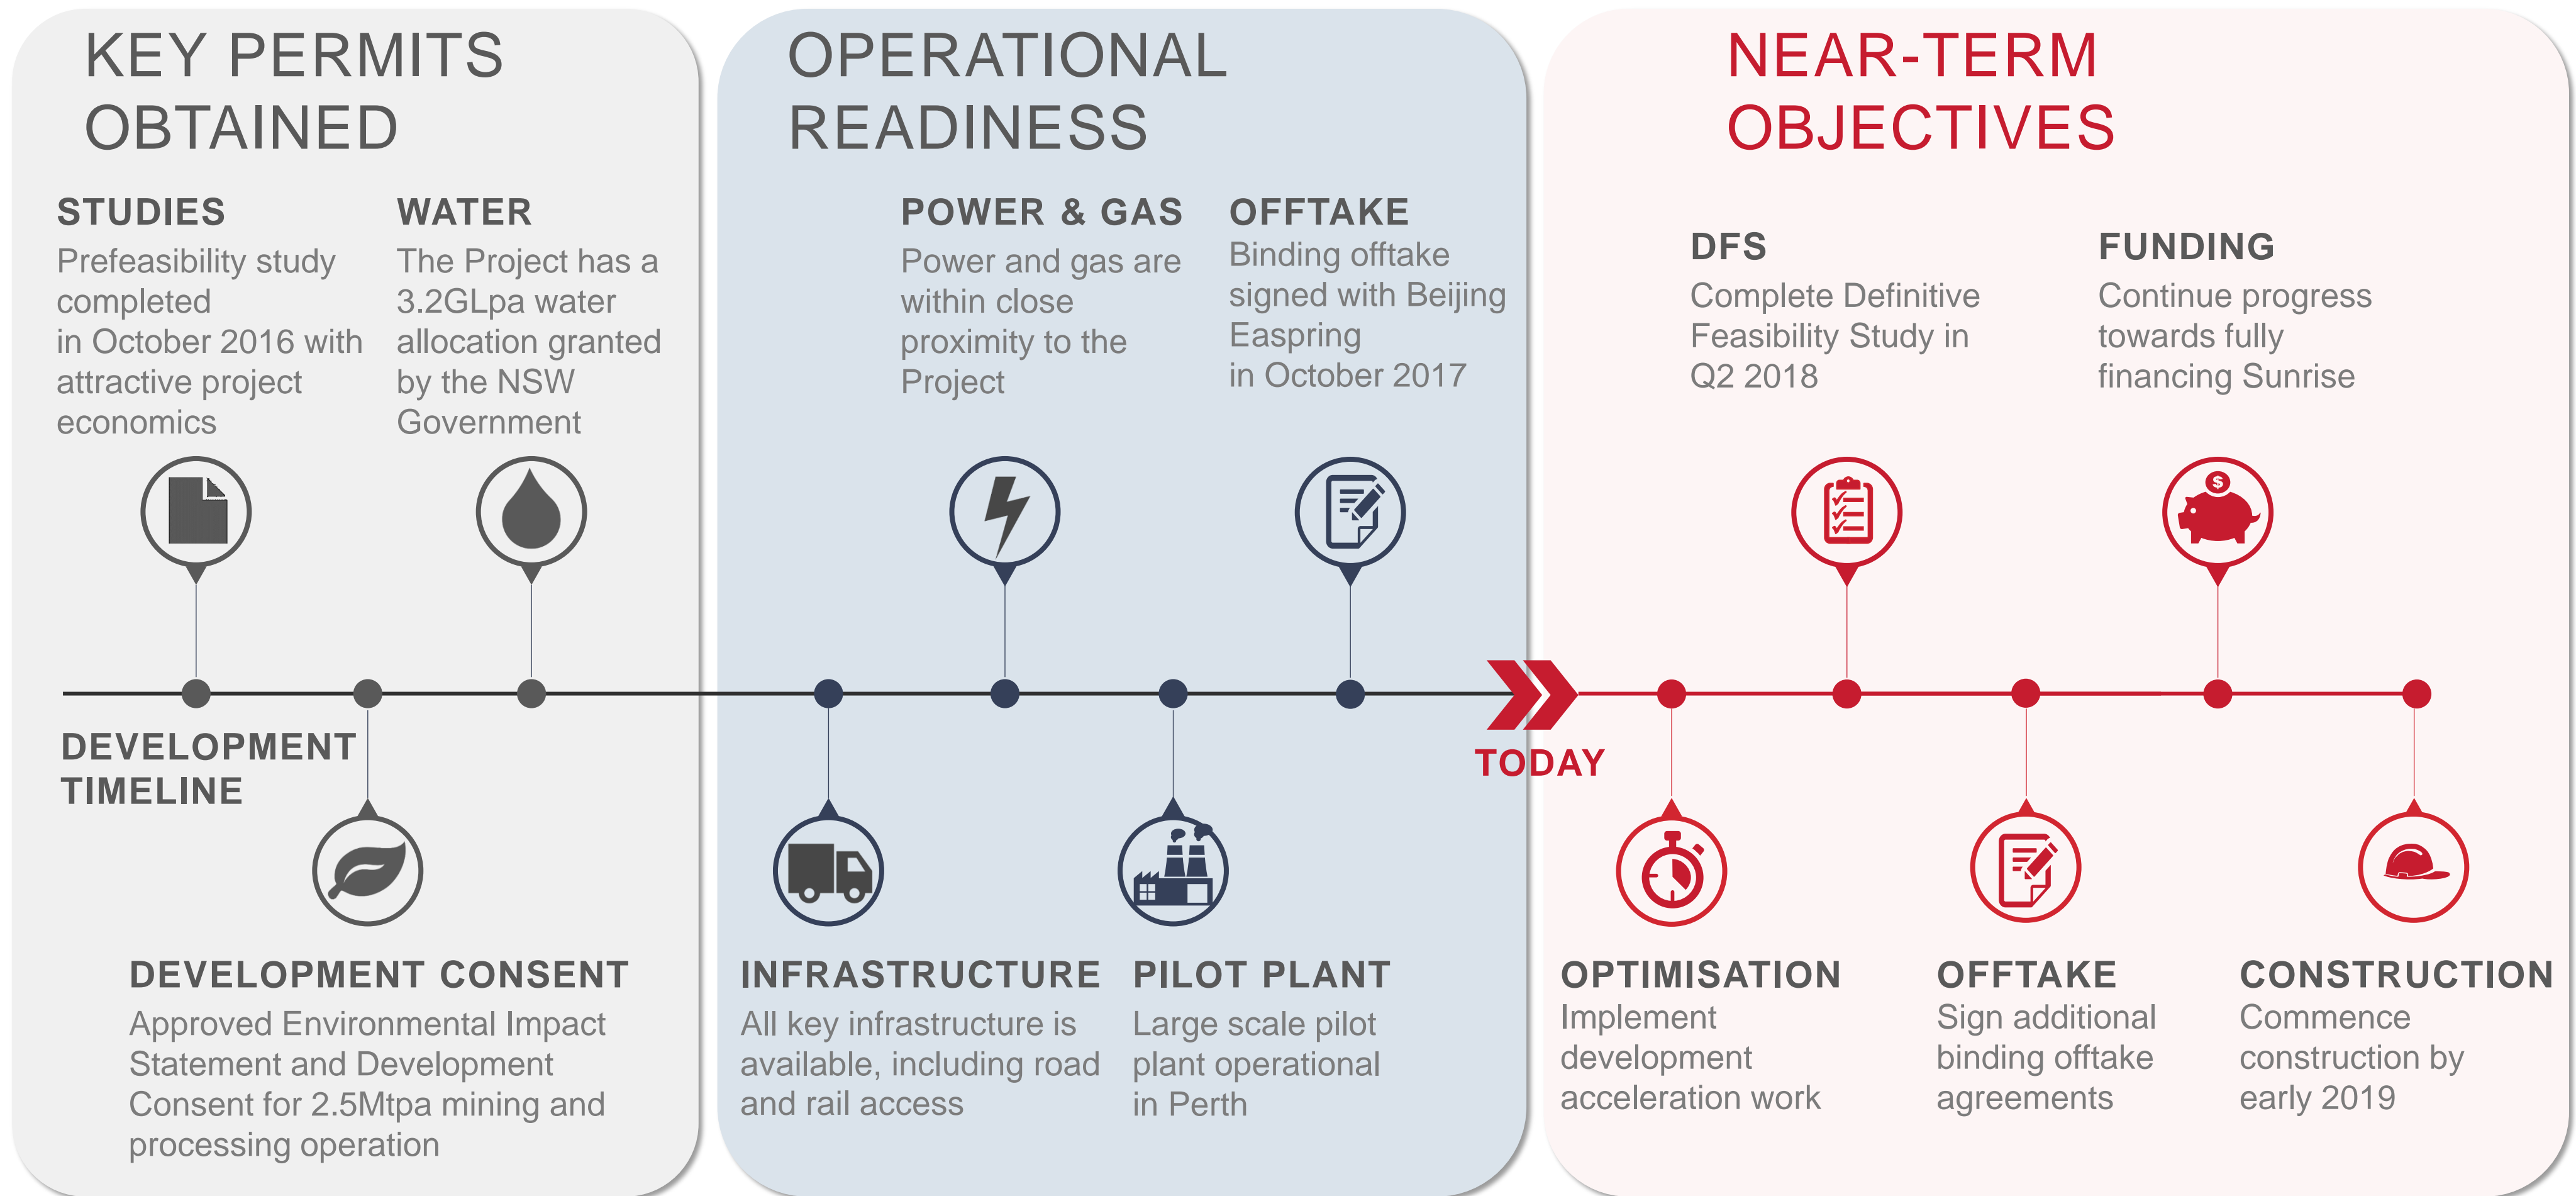 KEY PERMITS
OBTAINED
STUDIES
Prefeasibility study
completed
in October 2016 with
attractive project
economics
WATER
The Project has a
3.2GLpa water
allocation granted
by the NSW
Government
DEVELOPMENT
TIMELINE
DEVELOPMENT CONSENT
Approved Environmental Impact
Statement and Development
Consent for 2.5Mtpa mining and
processing operation
OPERATIONAL
READINESS
POWER & GAS
Power and gas are
within close
proximity to the
Project
OFFTAKE
Binding offtake
signed with Beijing
Easpring
in October 2017
INFRASTRUCTURE
All key infrastructure is
available, including road
and rail access
PILOT PLANT
Large scale pilot
plant operational
in Perth
TODAY
NEAR-TERM
OBJECTIVES
DFS
Complete Definitive
Feasibility Study in
Q2 2018
FUNDING
Continue progress
towards fully
financing Sunrise
$
OPTIMISATION
Implement
development
acceleration work
OFFTAKE
Sign additional
binding offtake
agreements
CONSTRUCTION
Commence
construction by
early 2019